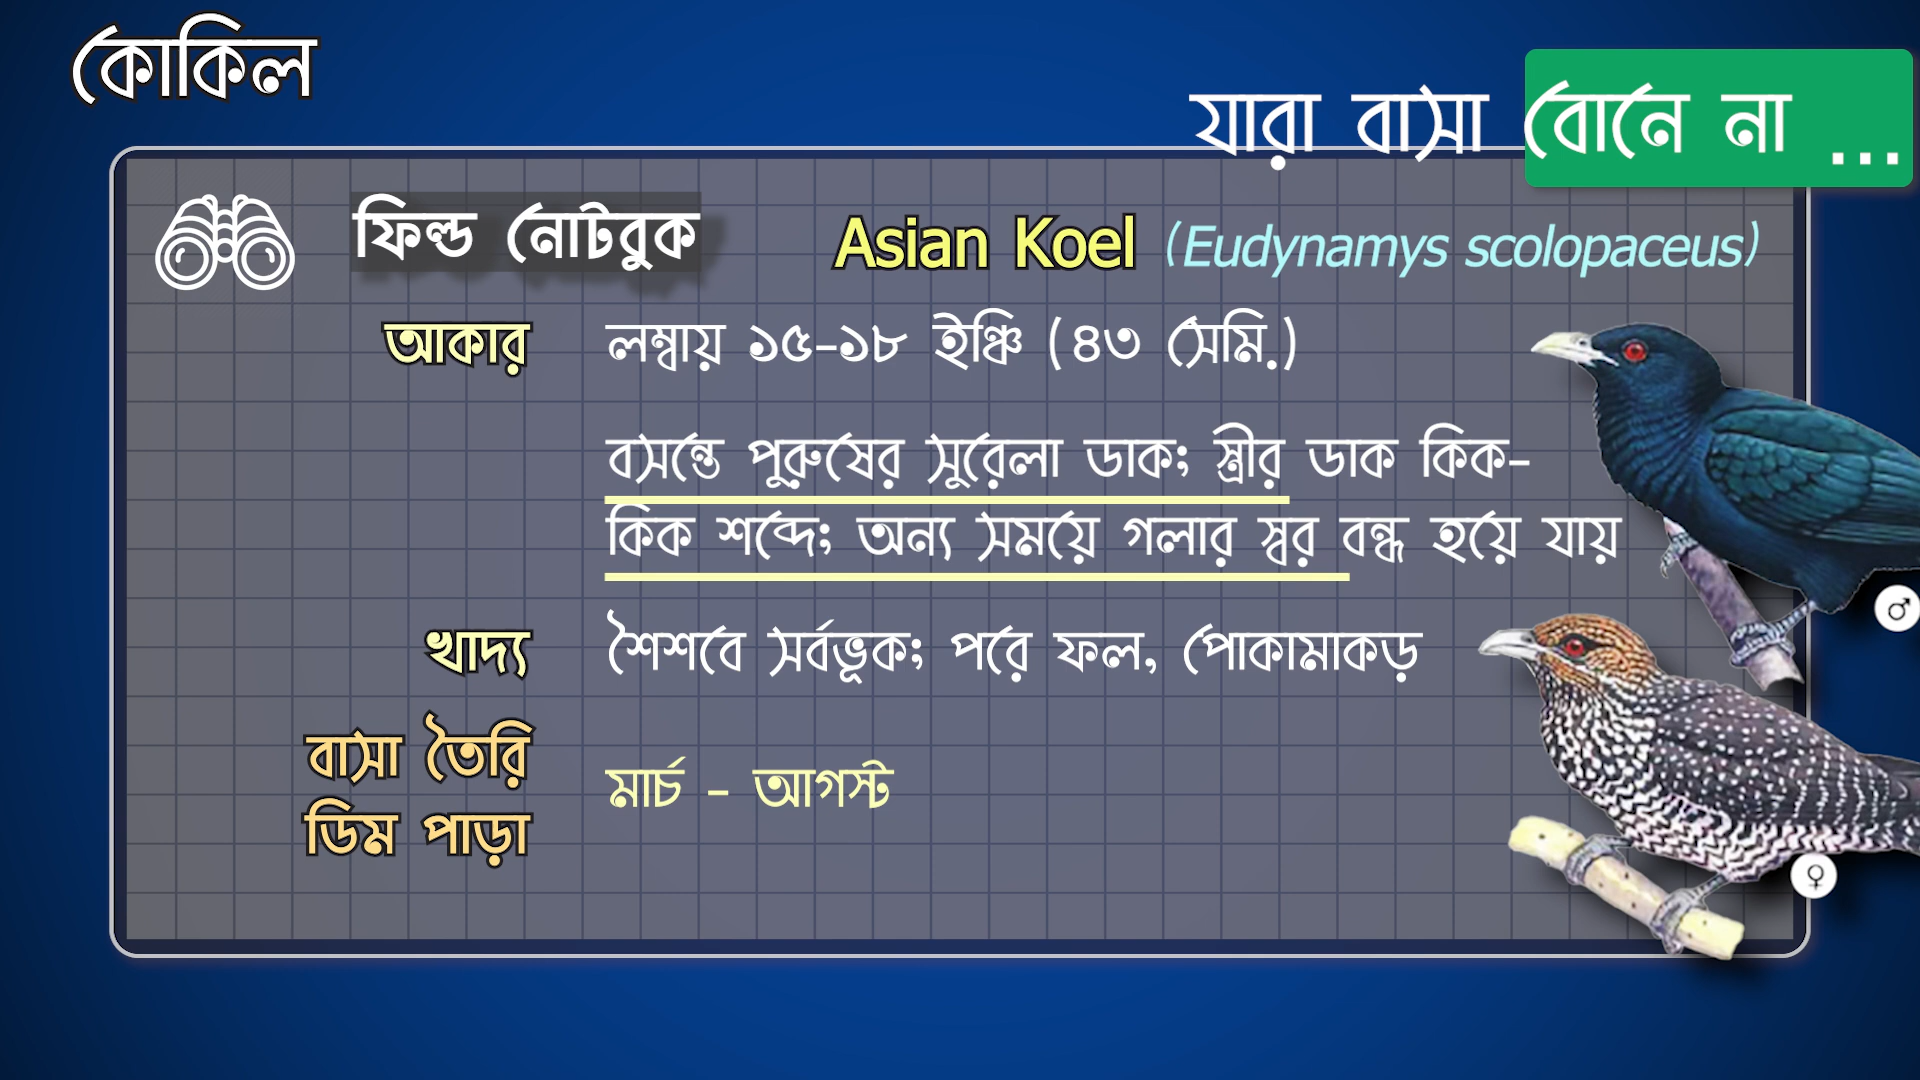 কোকিল
যারা বাসা বোনে না ...
ফিল্ড নোটবুক
Asian Koel (Eudynamys scolopaceus)
আকার লম্বায় ১৫-১৮ ইঞ্চি (৪৩ সেমি.)
বসন্তে পুরুষের সুরেলা ডাক; স্ত্রীর ডাক কিক-
কিক শব্দে; অন্য সময়ে গলার স্বর বন্ধ হয়ে যায়
খাদ্য শৈশবে সর্বভূক; পরে ফল, পোকামাকড়
বাসা তৈরি
ডিম পাড়া
মার্চ - আগস্ট
♂
♀